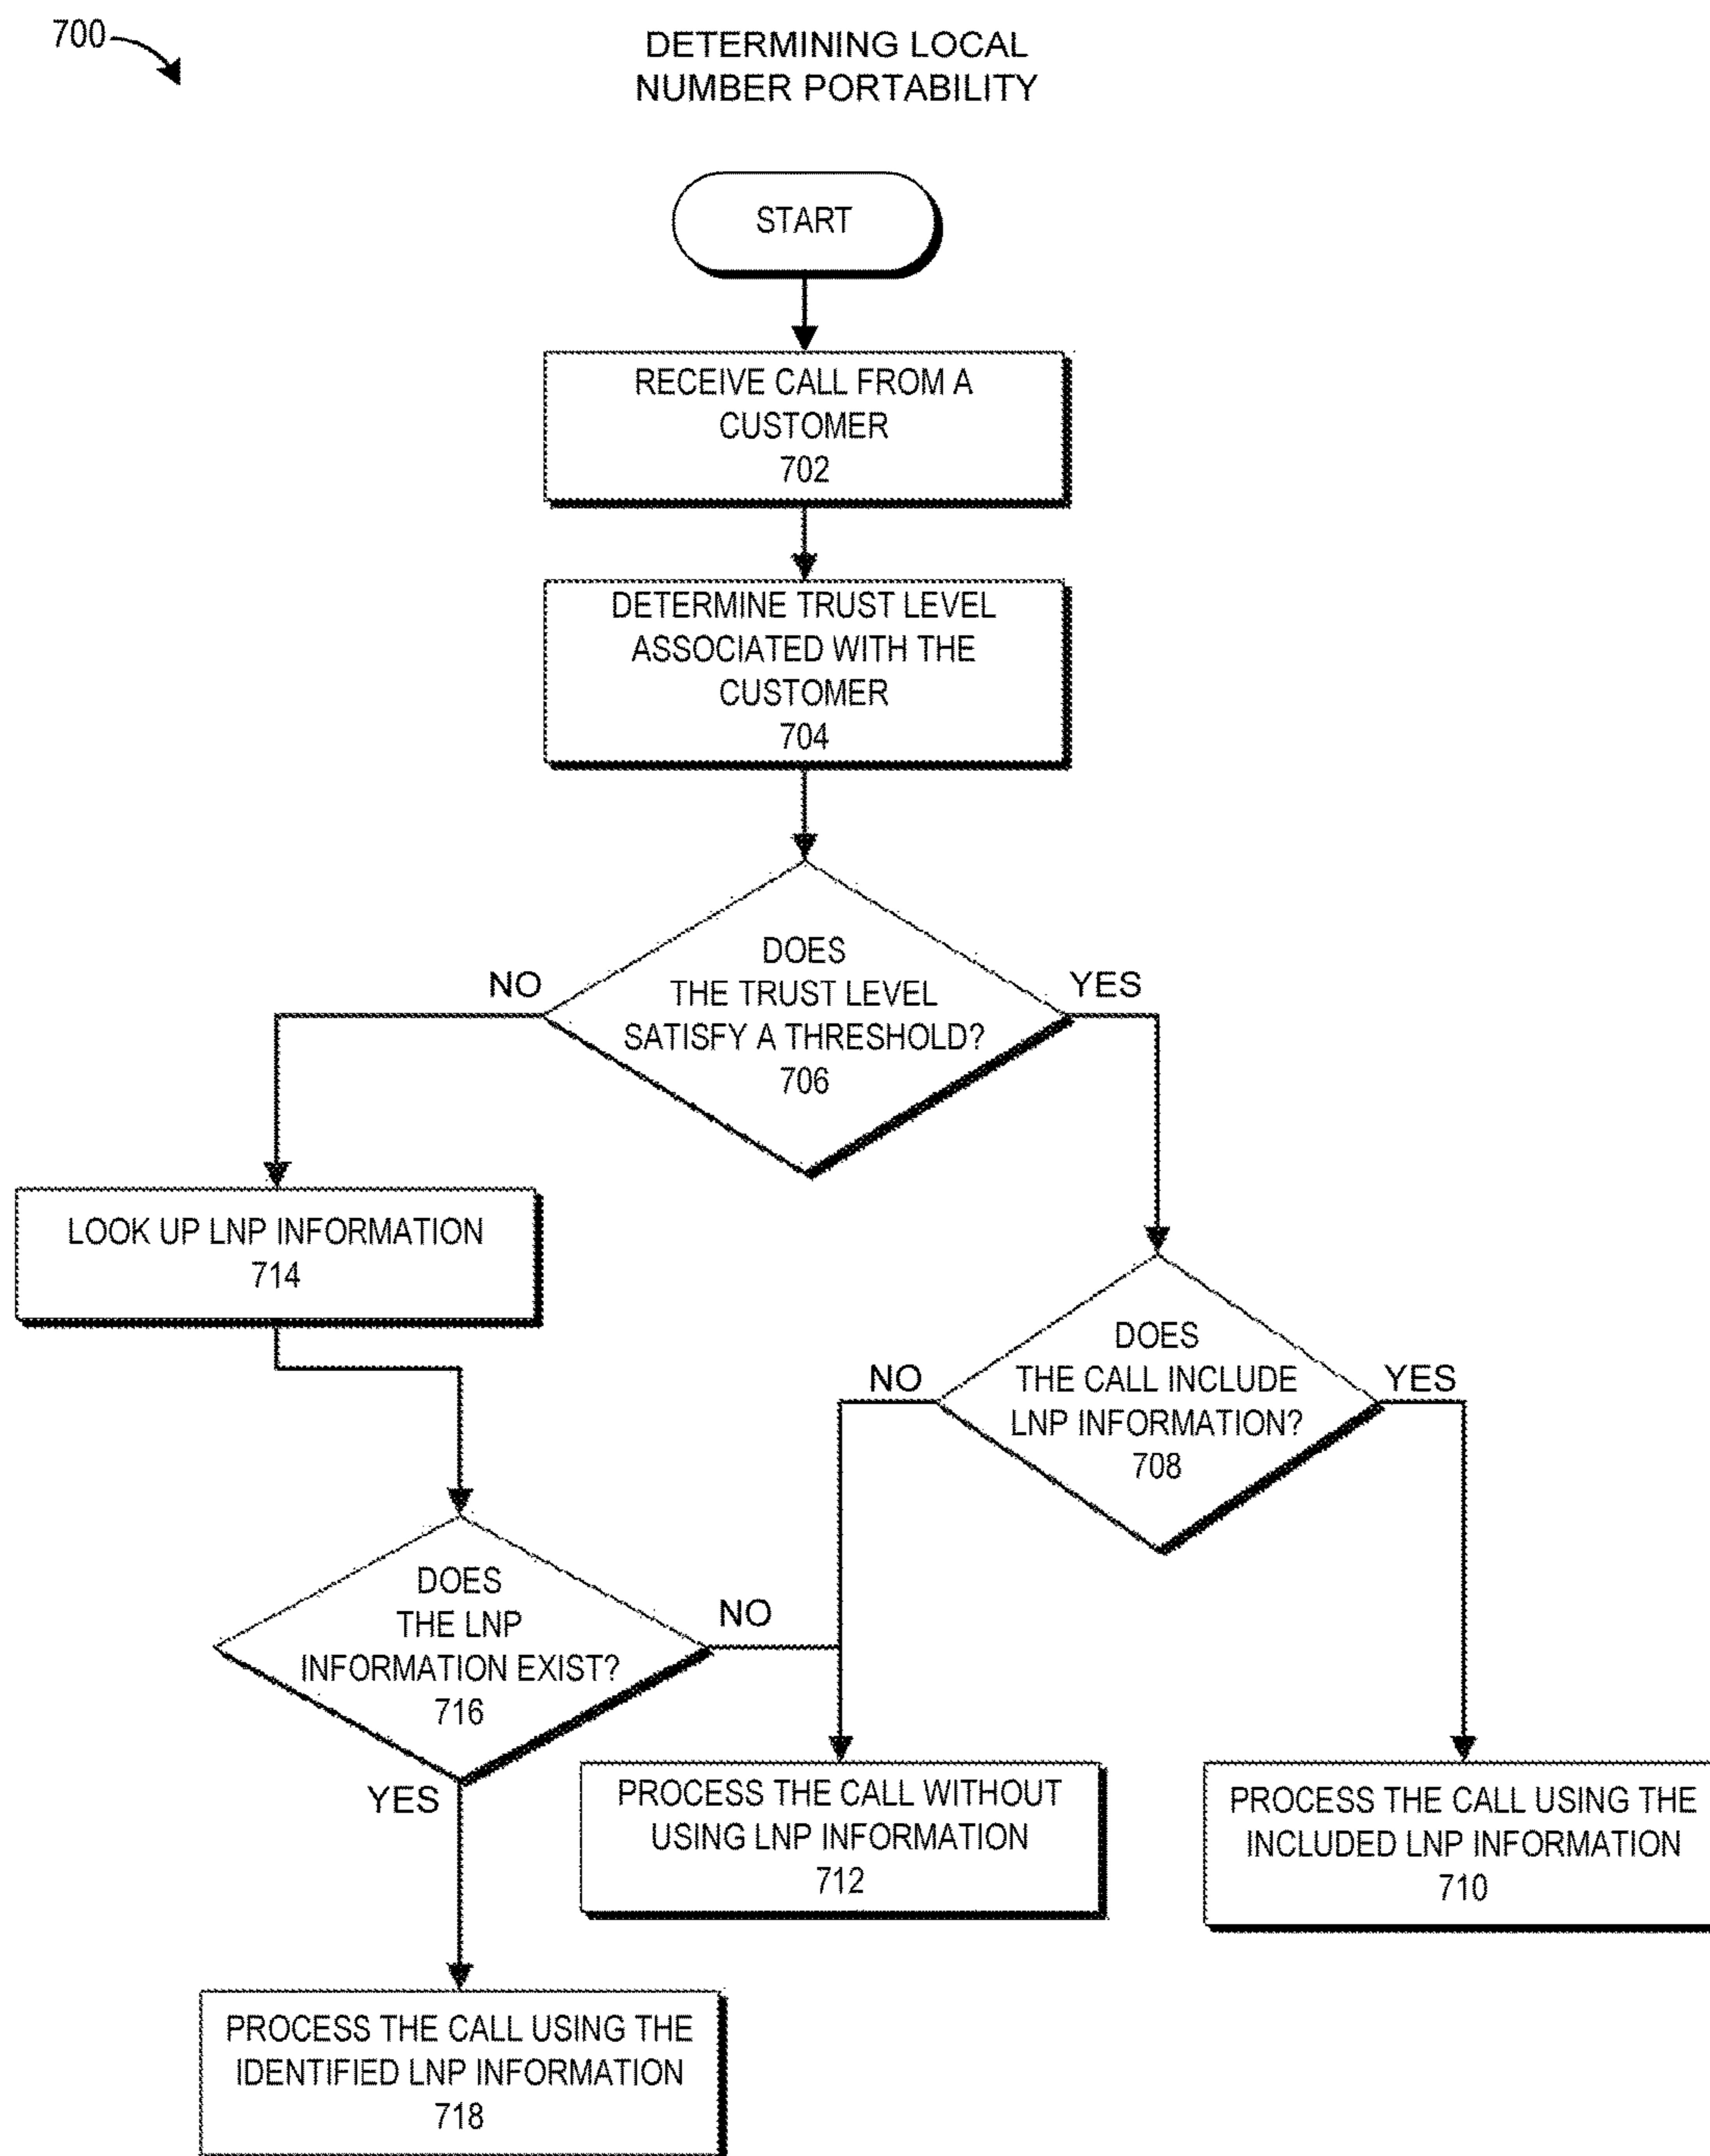 700
DETERMINING LOCAL
NUMBER PORTABILITY
START
RECEIVE CALL FROM A
CUSTOMER
702
DETERMINE TRUST LEVEL
ASSOCIATED WITH THE
CUSTOMER
704
DOES
THE TRUST LEVEL
SATISFY A THRESHOLD?
706
NO
YES
LOOK UP LNP INFORMATION
714
DOES
THE CALL INCLUDE
LNP INFORMATION?
708
NO
YES
DOES
THE LNP
INFORMATION EXIST?
716
NO
YES
PROCESS THE CALL WITHOUT
USING LNP INFORMATION
712
PROCESS THE CALL USING THE
INCLUDED LNP INFORMATION
710
PROCESS THE CALL USING THE
IDENTIFIED LNP INFORMATION
718